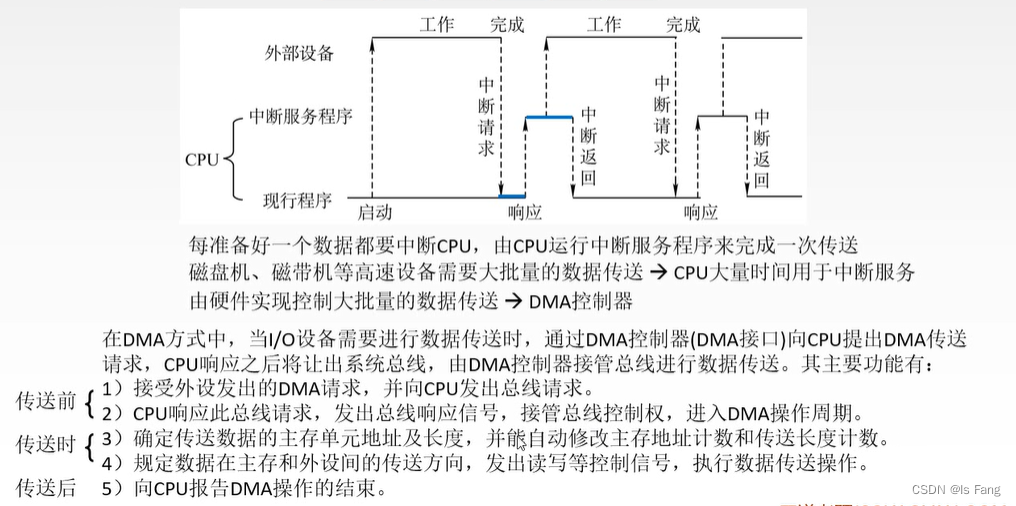 工作 完成 工作 完成
外部设备
中断请求 中断请求
中断服务程序
中断返回 中断返回
CPU
现行程序
启动 响应 响应
每准备好一个数据都要中断CPU，由CPU运行中断服务程序来完成一次传送
磁盘机、磁带机等高速设备需要大批量的数据传送 → CPU大量时间用于中断服务
由硬件实现控制大批量的数据传送 → DMA控制器
在DMA方式中，当I/O设备需要进行数据传送时，通过DMA控制器(DMA接口)向CPU提出DMA传送
请求，CPU响应之后将让出系统总线，由DMA控制器接管总线进行数据传送。其主要功能有：
传送前
1）接受外设发出的DMA请求，并向CPU发出总线请求。
2）CPU响应此总线请求，发出总线响应信号，接管总线控制权，进入DMA操作周期。
传送时
3）确定传送数据的主存单元地址及长度，并能自动修改主存地址计数和传送长度计数。
4）规定数据在主存和外设间的传送方向，发出读写等控制信号，执行数据传送操作。
传送后 5）向CPU报告DMA操作的结束。
CSDN @ls Fang